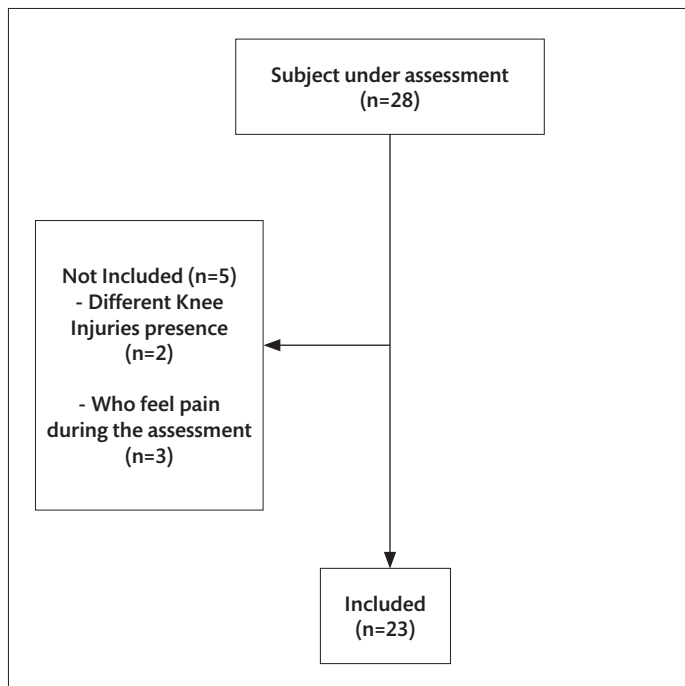 Subject under assessment
(n=28)
Not Included (n=5)
- Different Knee
Injuries presence
(n=2)
- Who feel pain
during the assessment
(n=3)
Included
(n=23)